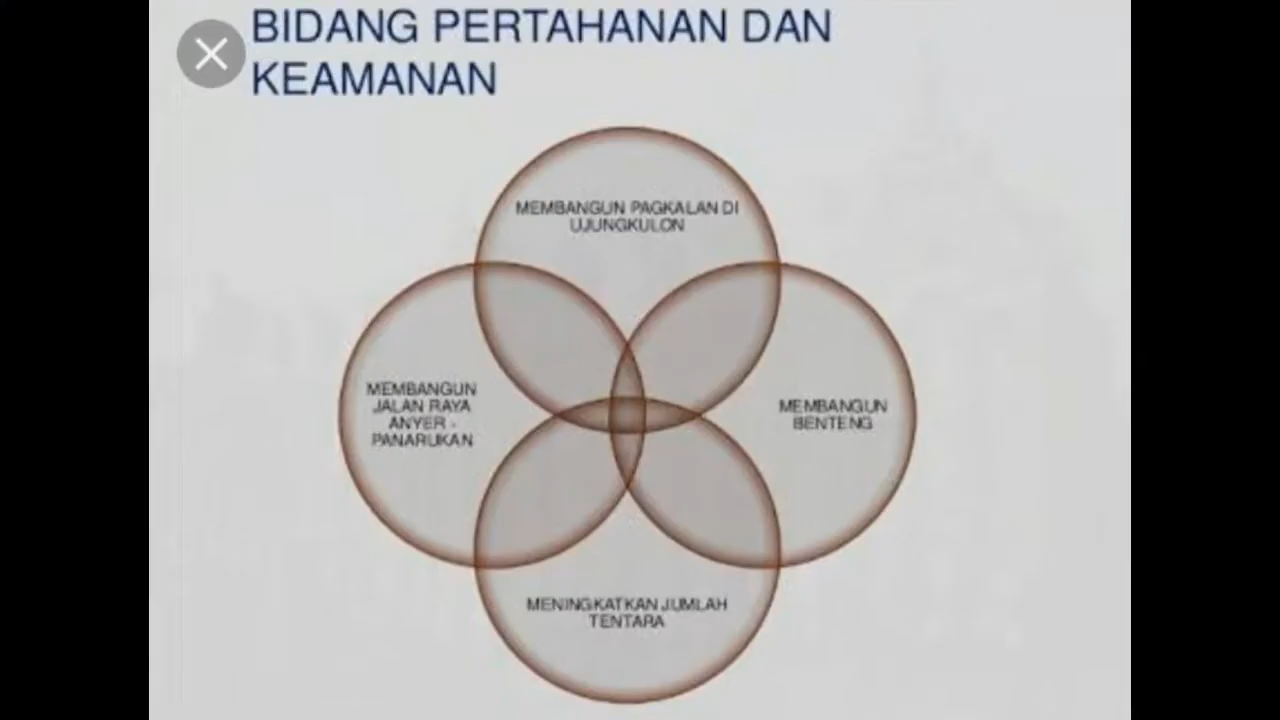 BIDANG PERTAHANAN DAN
KEAMANAN
MEMBANGUN PAGKALAN DI
UJUNGKULON
MEMBANGUN
JALAN RAYA
ANYER -
PANARUKAN
MEMBANGUN
BENTENG
MENINGKATKAN JUMLAH
TENTARA